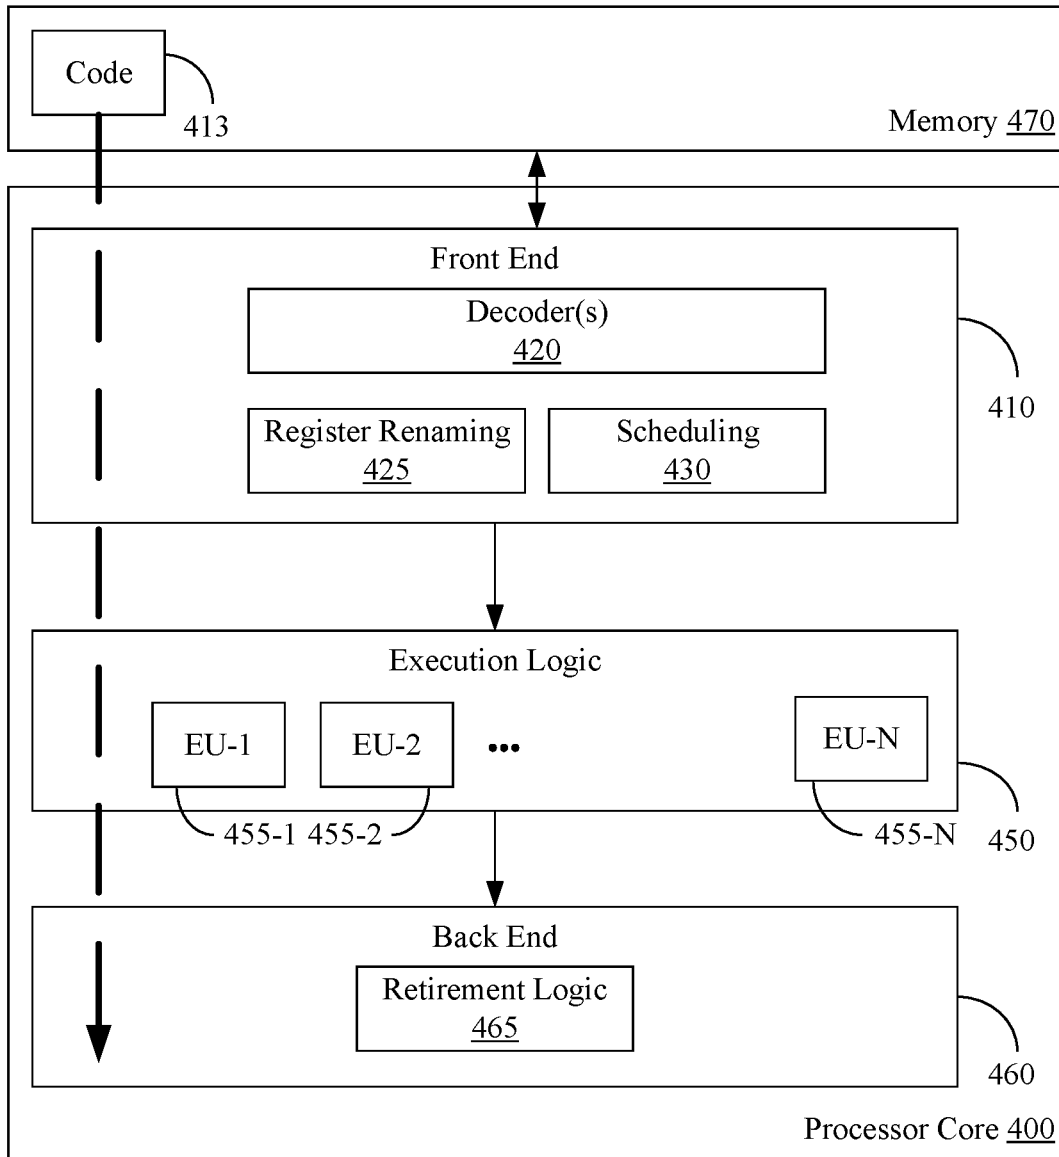 Code
413
Memory 470
Front End
Decoder(s)
420
410
Register Renaming
425
Scheduling
430
Execution Logic
EU-1
EU-2
...
EU-N
455-1
455-2
455-N
450
Back End
Retirement Logic
465
460
Processor Core 400